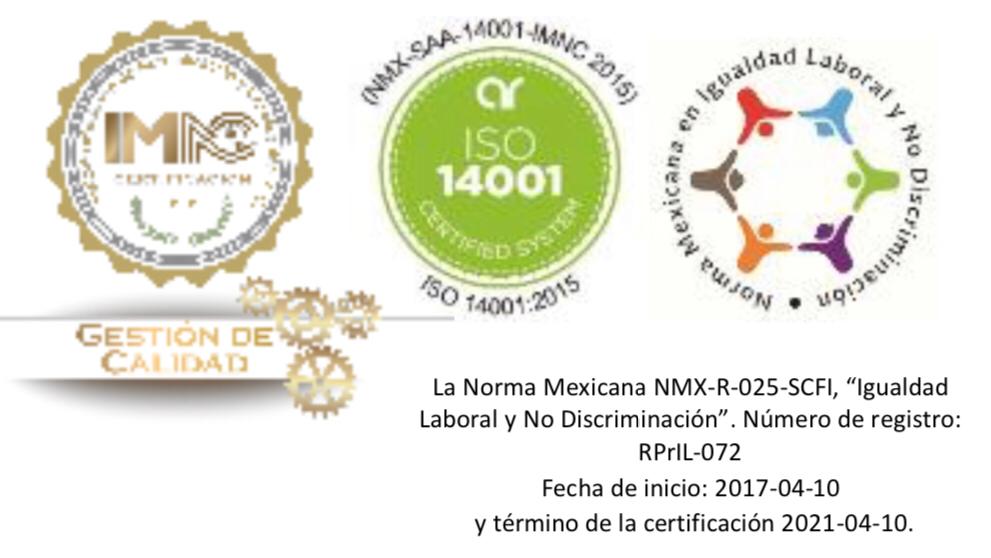 IMNC
CERTIFICACIÓN
GESTIÓN DE
CALIDAD
(NMX-SAA-14001-IMNC 2015)
ISO
14001
CERTIFIED SYSTEM
ISO 14001:2015
Norma Mexicana en Igualdad Laboral y No Discriminación
La Norma Mexicana NMX-R-025-SCFI, “Igualdad
Laboral y No Discriminación”. Número de registro:
RPrIL-072
Fecha de inicio: 2017-04-10
y término de la certificación 2021-04-10.